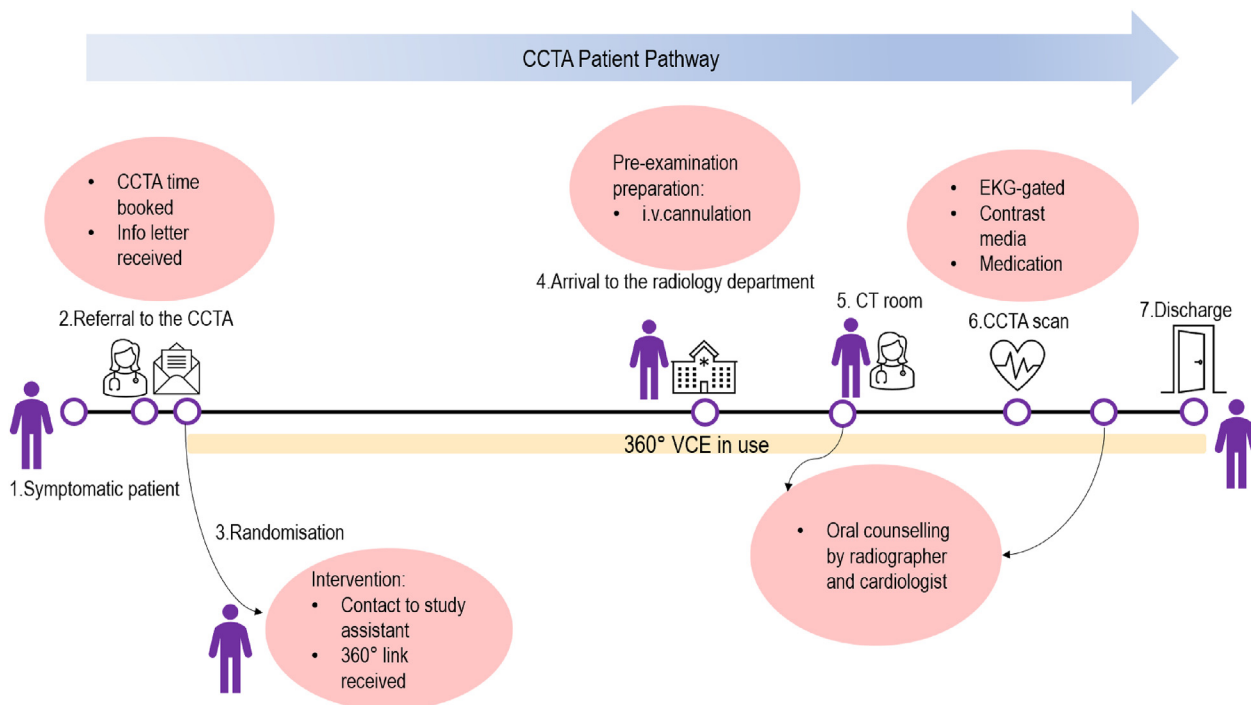 CCTA Patient Pathway
• CCTA time
booked
• Info letter
received
Pre-examination
preparation:
• i.v.cannulation
• EKG-gated
• Contrast
media
• Medication
2.Referral to the CCTA
4.Arrival to the radiology department
5. CT room
6.CCTA scan
7.Discharge
360° VCE in use
1.Symptomatic patient
3.Randomisation
Intervention:
• Contact to study
assistant
• 360° link
received
• Oral counselling
by radiographer
and cardiologist